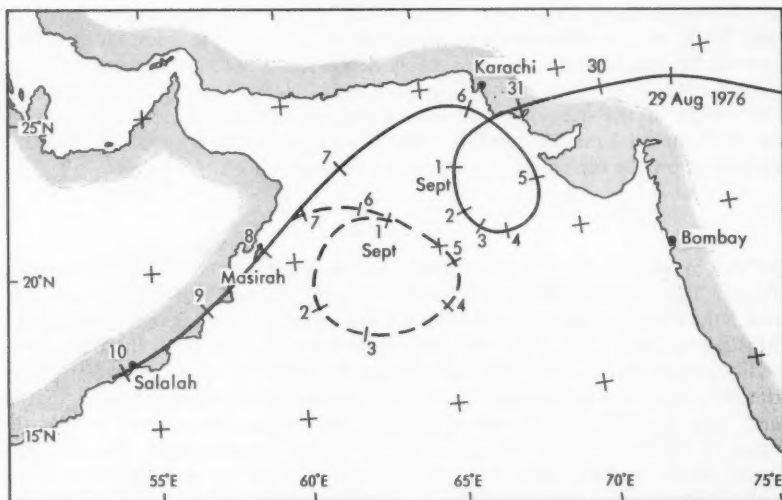 Karachi
30
31
29 Aug 1976
6
25°N
7
1
Sept
5
6
7
2
1
3
4
Sept
8
5
Bombay
Masirah
20°N
2
4
9
3
10
Salalah
15°N
55°E
60°E
65°E
70°E
75°E